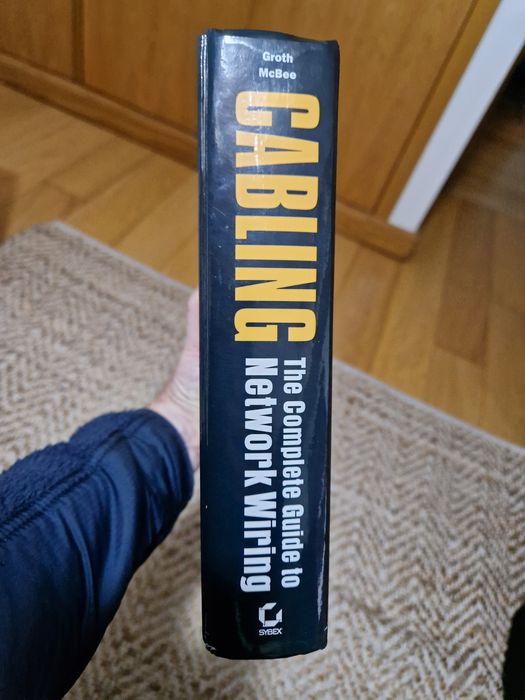 Groth
McBee
CABLING
The Complete Guide to
Network Wiring
SYBEX